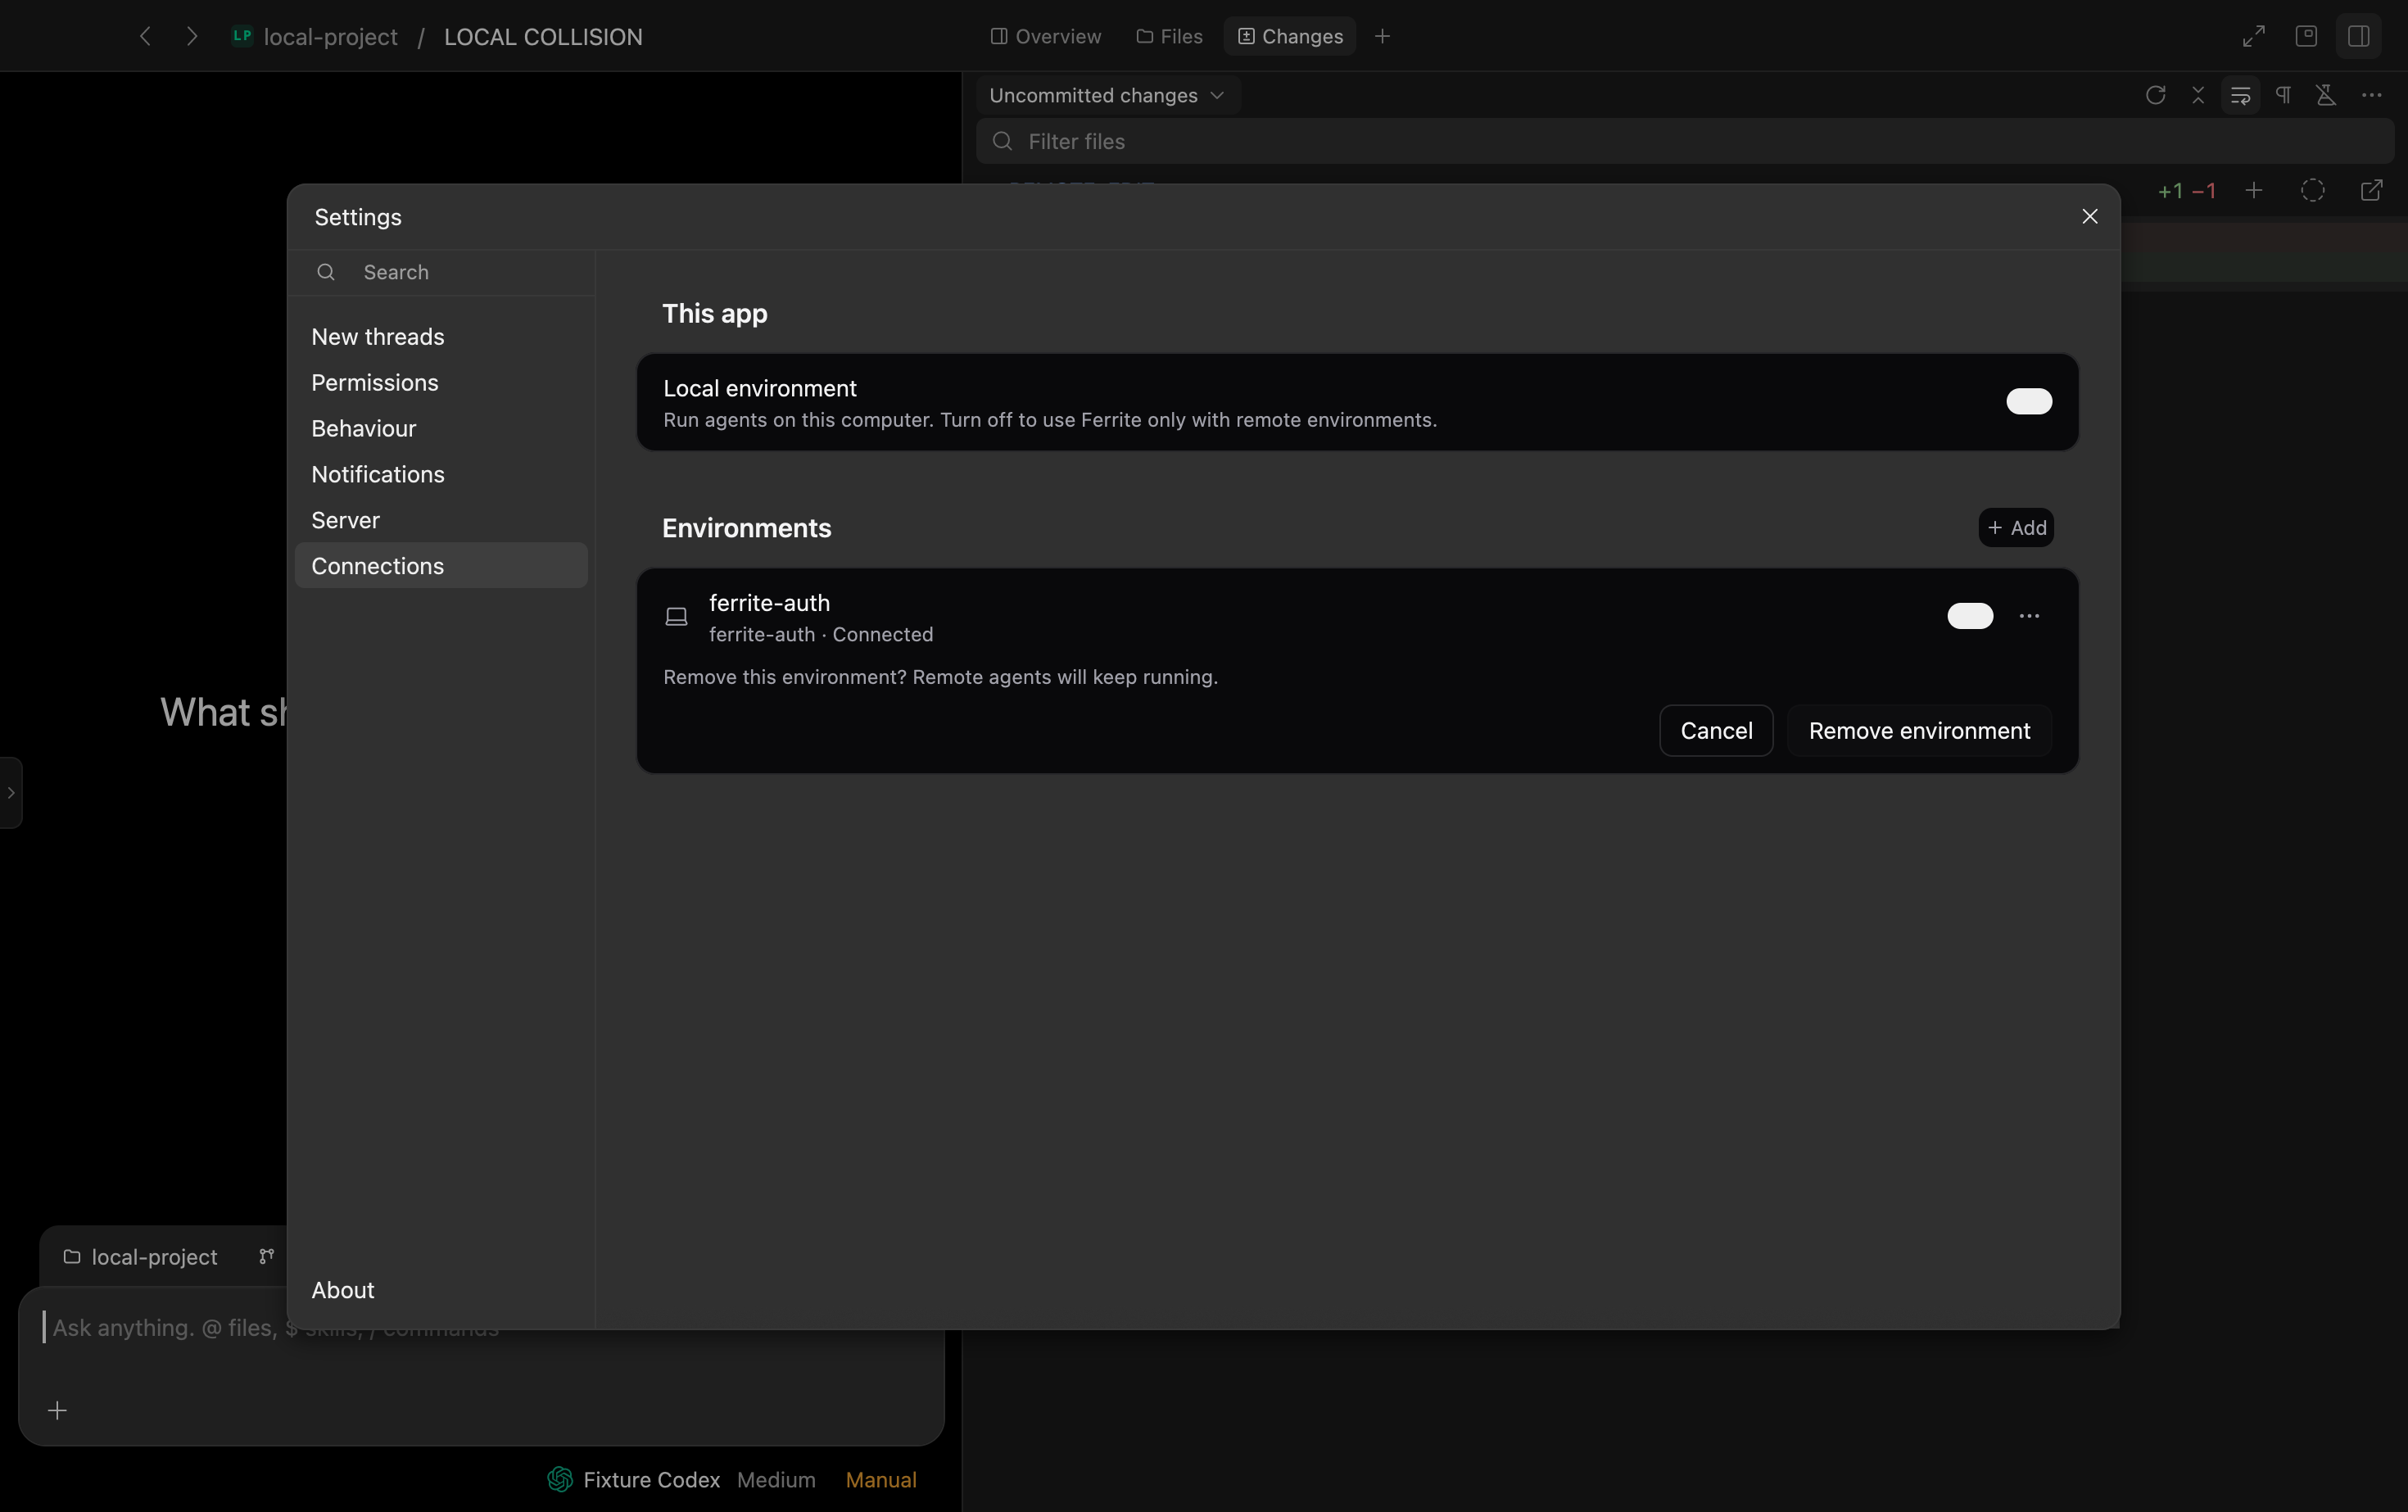 LP local-project / LOCAL COLLISION
Overview
Files
Changes
Uncommitted changes
Filter files
+1 −1
Settings
Search
New threads
Permissions
Behaviour
Notifications
Server
Connections
About
This app
Local environment
Run agents on this computer. Turn off to use Ferrite only with remote environments.
Environments
+ Add
ferrite-auth
ferrite-auth · Connected
Remove this environment? Remote agents will keep running.
Cancel
Remove environment
What sh
local-project
Ask anything. @ files, $ skills, / commands
Fixture Codex Medium Manual